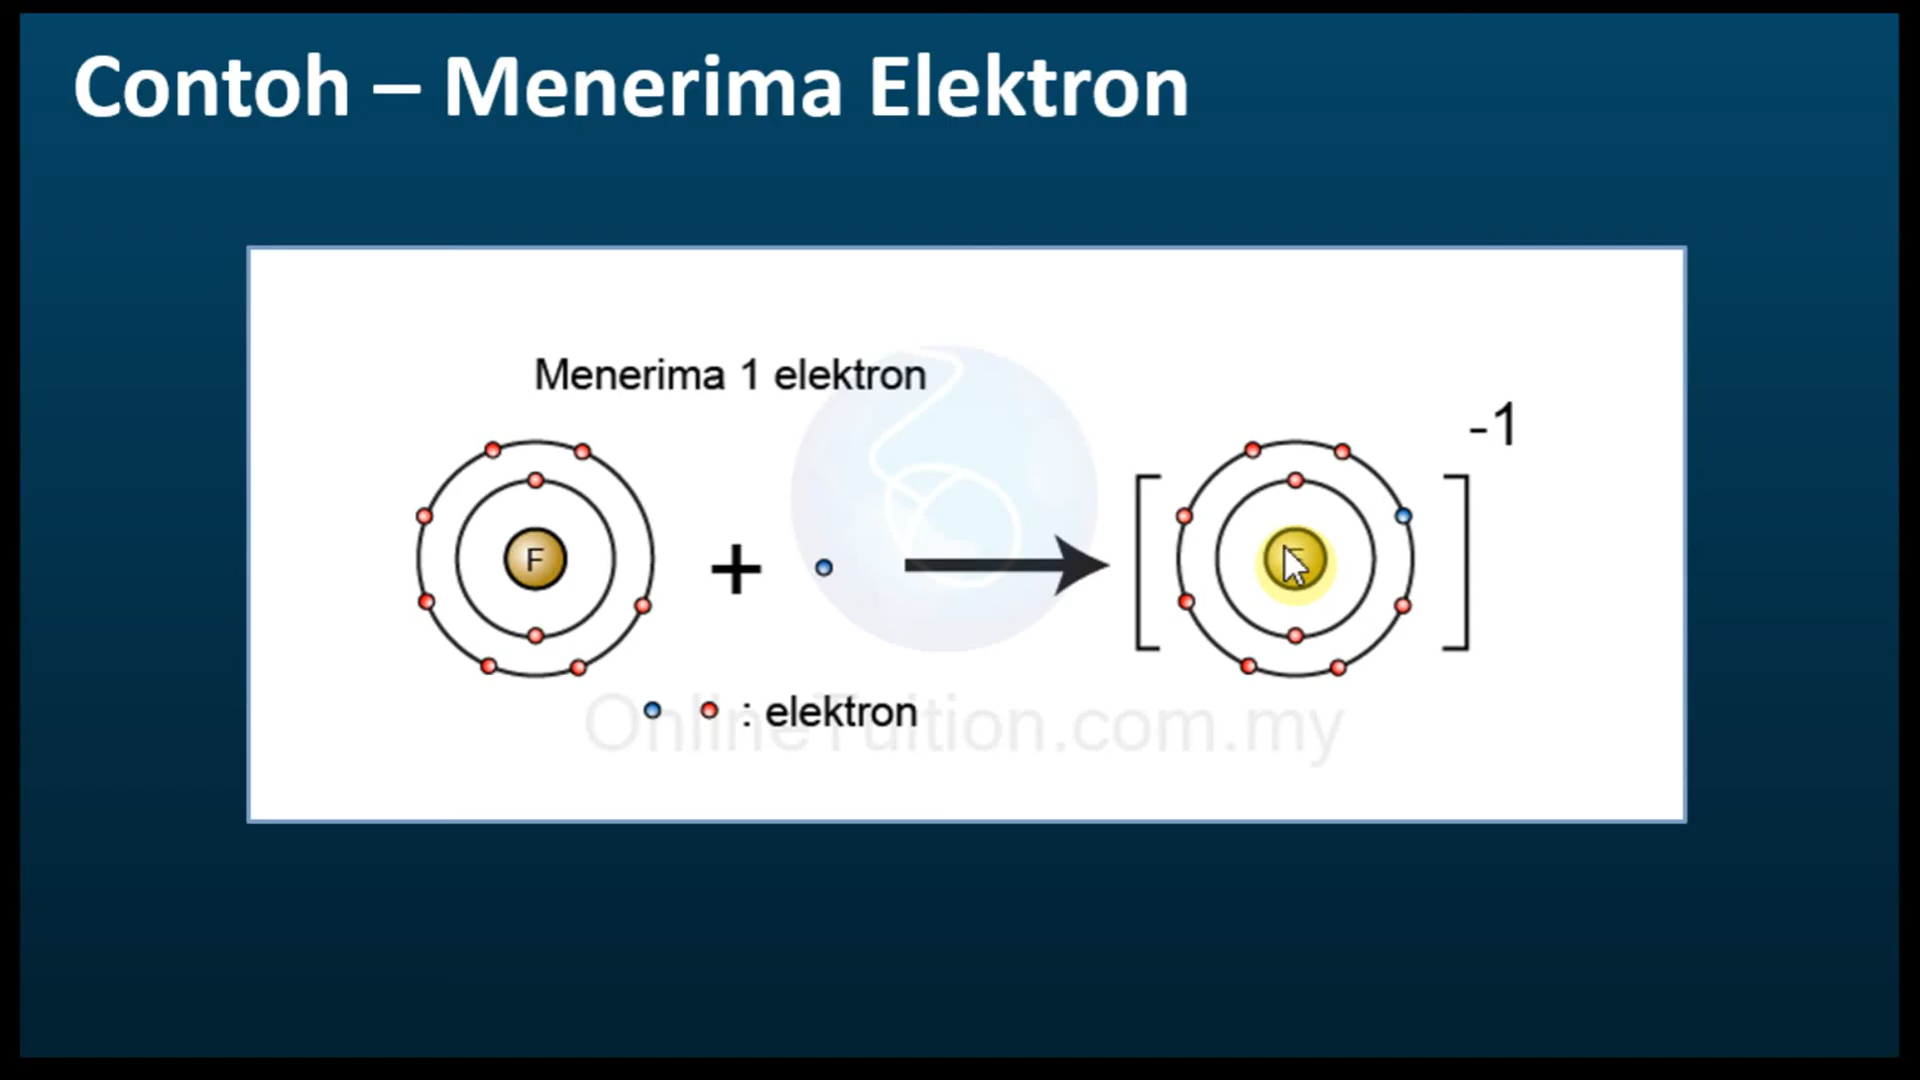 Contoh – Menerima Elektron
Menerima 1 elektron
-1
F
+
: elektron
OnlineTuition.com.my